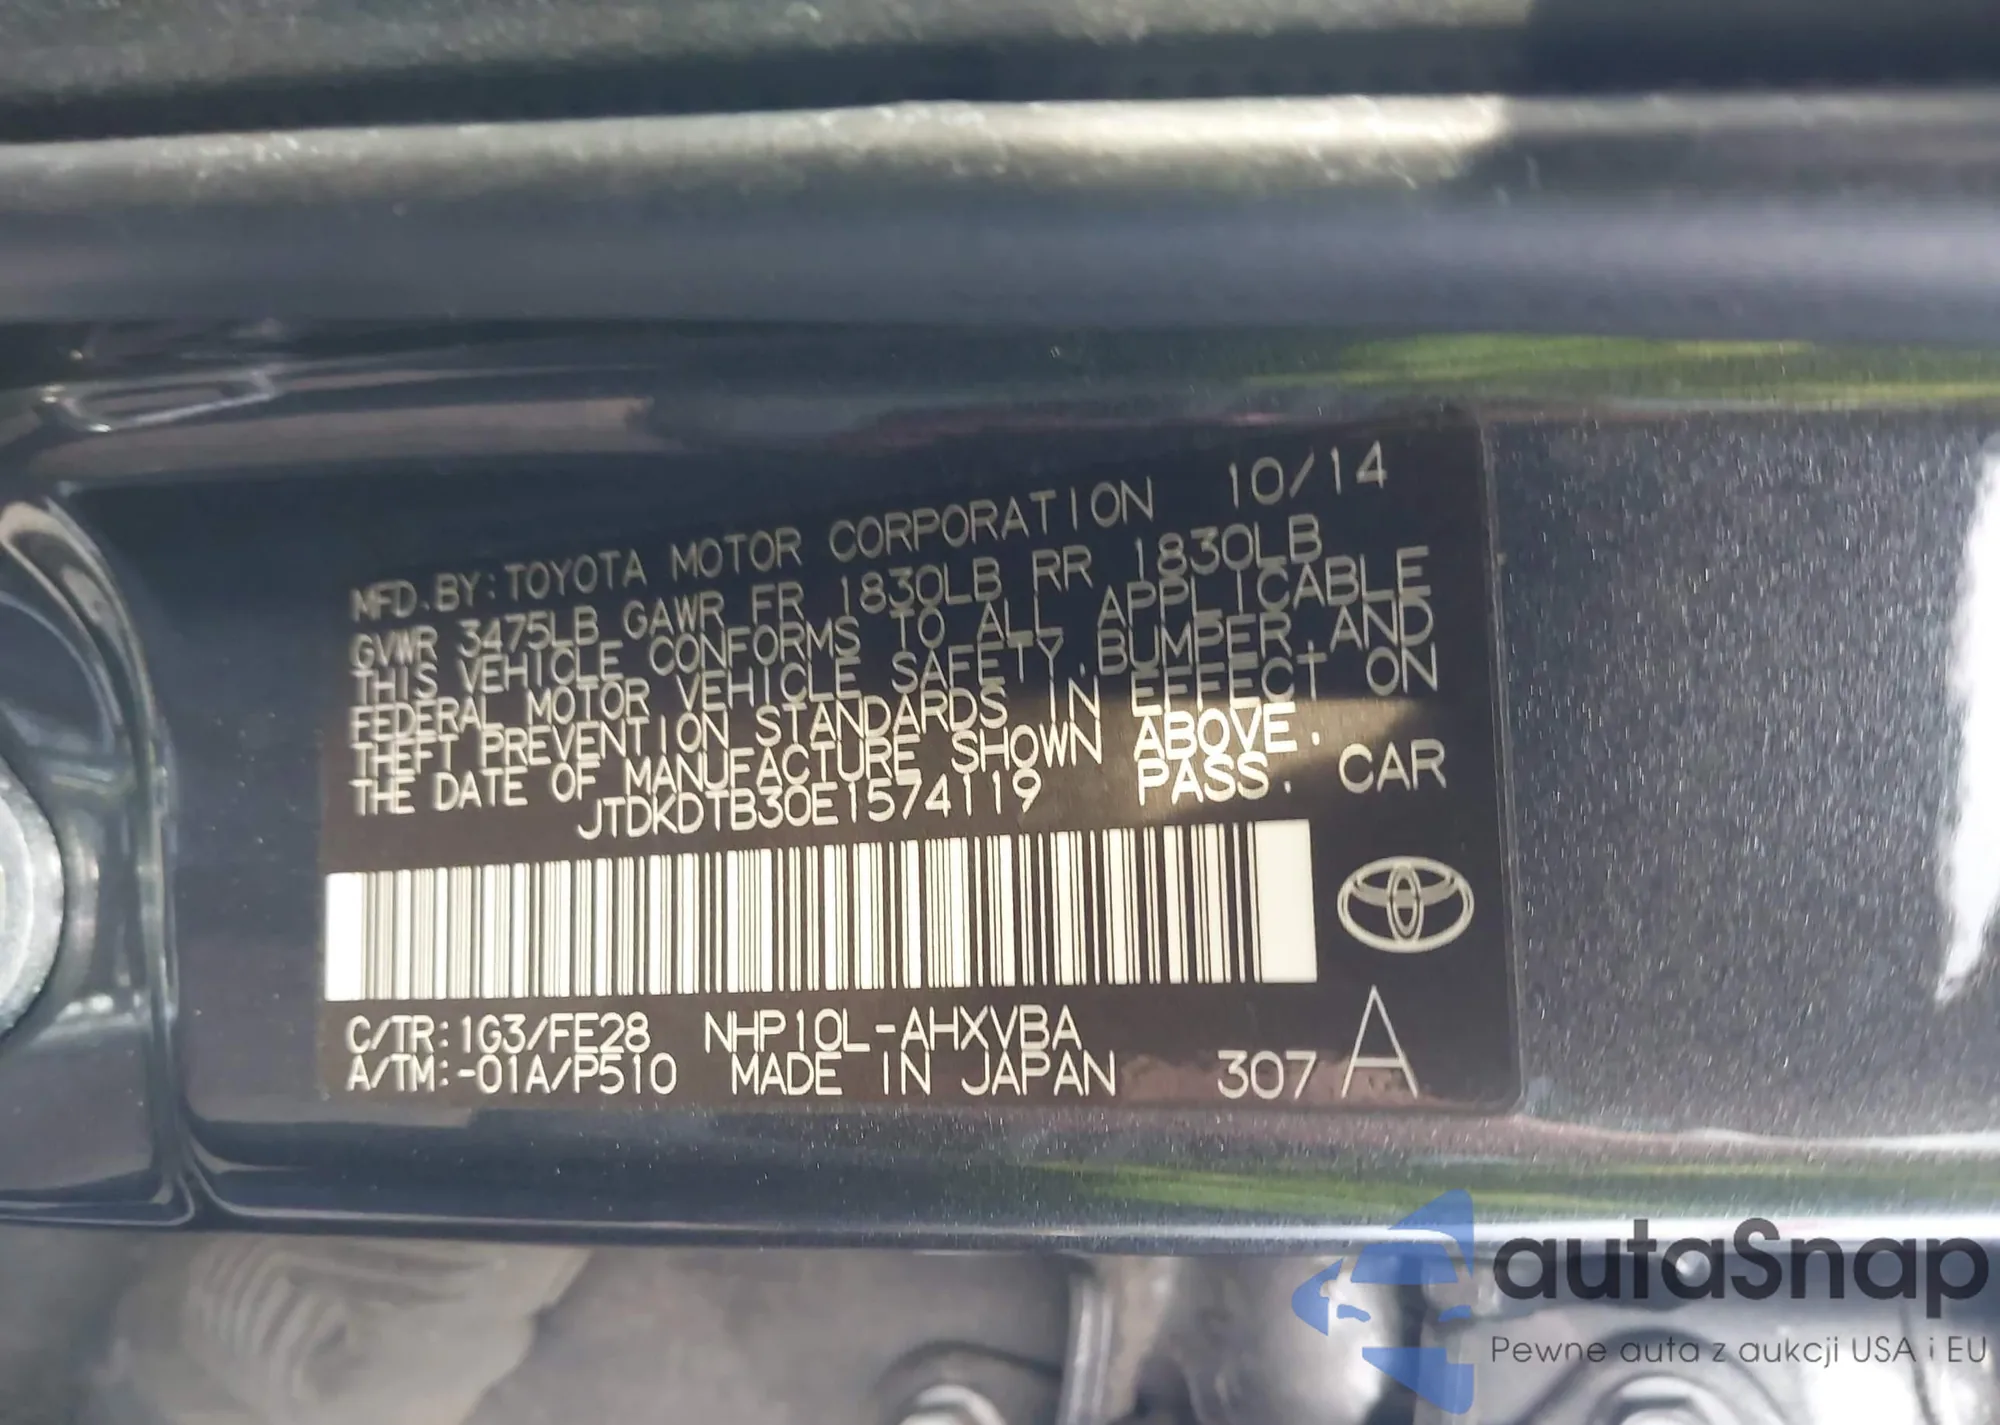 MFD. BY: TOYOTA MOTOR CORPORATION 10/14
GVWR 3475LB GAWR FR 1830LB RR 1830LB
THIS VEHICLE CONFORMS TO ALL APPLICABLE
FEDERAL MOTOR VEHICLE SAFETY, BUMPER, AND
THEFT PREVENTION STANDARDS IN EFFECT ON
THE DATE OF MANUFACTURE SHOWN ABOVE.
JTDKDTB30E1574119 PASS. CAR
C/TR: 1G3/FE28 NHP10L-AHXVBA
A/TM: -01A/P510 MADE IN JAPAN 307 A
autaSnap
Pewne auta z aukcji USA i EU